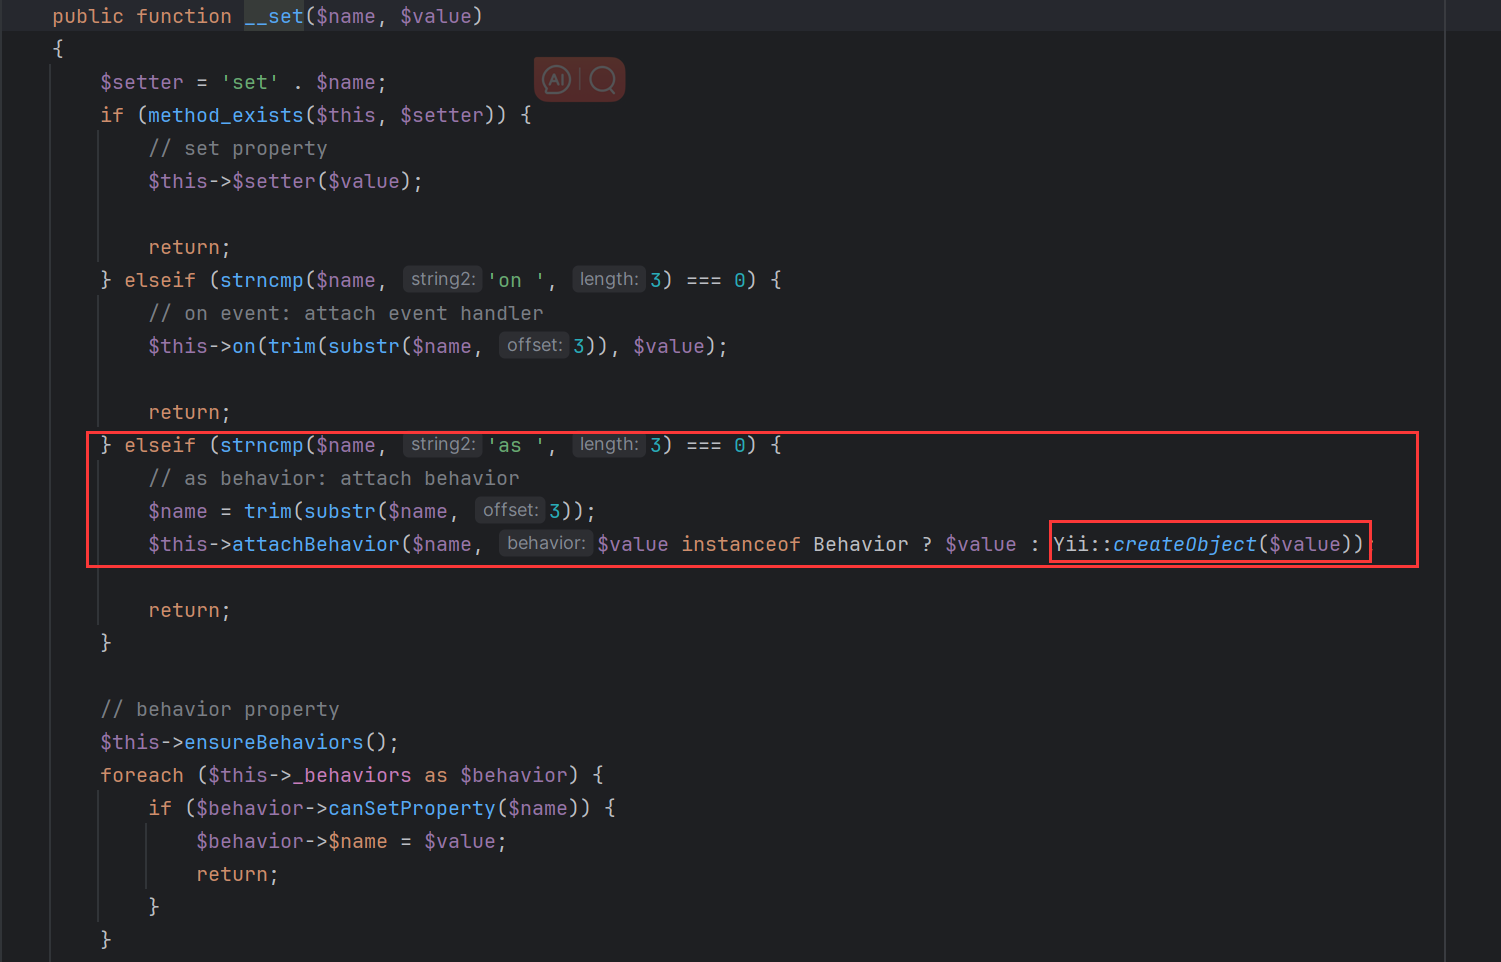 public function __set($name, $value)
{
    $setter = 'set' . $name;
AI
    if (method_exists($this, $setter)) {
        // set property
        $this->$setter($value);
        return;
    } elseif (strncmp($name, string2: 'on ', length: 3) === 0) {
        // on event: attach event handler
        $this->on(trim(substr($name, offset: 3)), $value);
        return;
    } elseif (strncmp($name, string2: 'as ', length: 3) === 0) {
        // as behavior: attach behavior
        $name = trim(substr($name, offset: 3));
        $this->attachBehavior($name, behavior: $value instanceof Behavior ? $value : Yii::createObject($value));
        return;
    }
    // behavior property
    $this->ensureBehaviors();
    foreach ($this->_behaviors as $behavior) {
        if ($behavior->canSetProperty($name)) {
            $behavior->$name = $value;
            return;
        }
    }